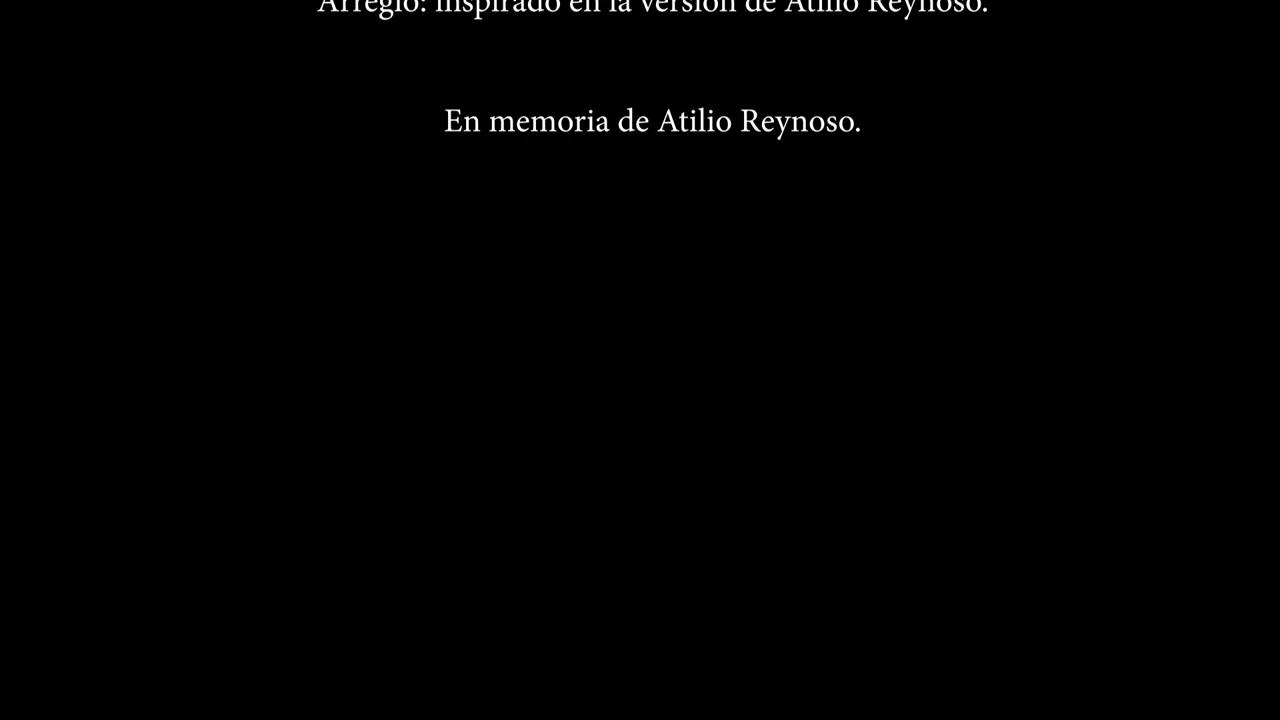 Arreglo: inspirado en la versión de Atilio Reynoso.
En memoria de Atilio Reynoso.